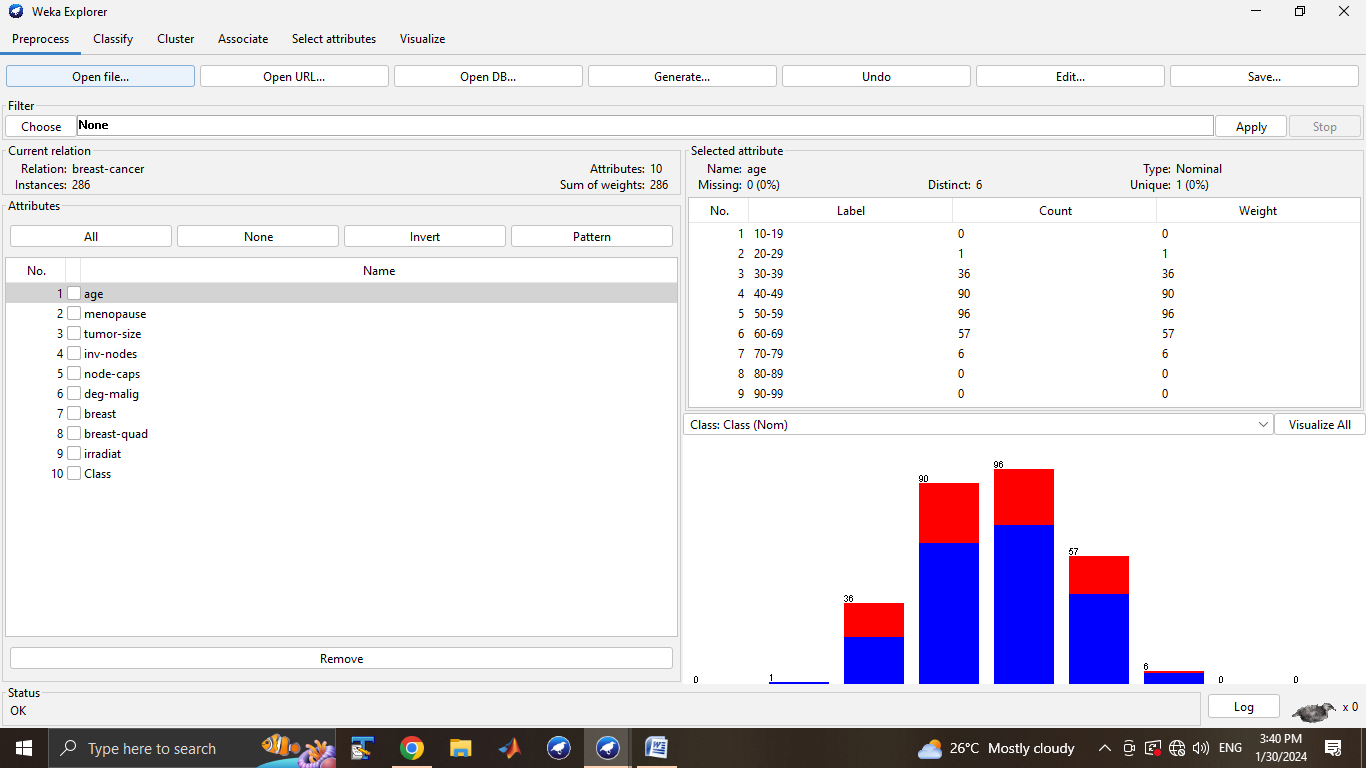 Weka Explorer
Preprocess Classify Cluster Associate Select attributes Visualize
Open file... Open URL... Open DB... Generate... Undo Edit... Save...
Filter
Choose None Apply Stop
Current relation
Relation: breast-cancer Attributes: 10
Instances: 286 Sum of weights: 286
Attributes
All None Invert Pattern
No. Name
1 age
2 menopause
3 tumor-size
4 inv-nodes
5 node-caps
6 deg-malig
7 breast
8 breast-quad
9 irradiat
10 Class
Remove
Selected attribute
Name: age Type: Nominal
Missing: 0 (0%) Distinct: 6 Unique: 1 (0%)
No. Label Count Weight
1 10-19 0 0
2 20-29 1 1
3 30-39 36 36
4 40-49 90 90
5 50-59 96 96
6 60-69 57 57
7 70-79 6 6
8 80-89 0 0
9 90-99 0 0
Class: Class (Nom) Visualize All
0 1 36 90 96 57 6 0 0
Status
OK
Log x 0
Type here to search 26°C Mostly cloudy ENG 3:40 PM
1/30/2024